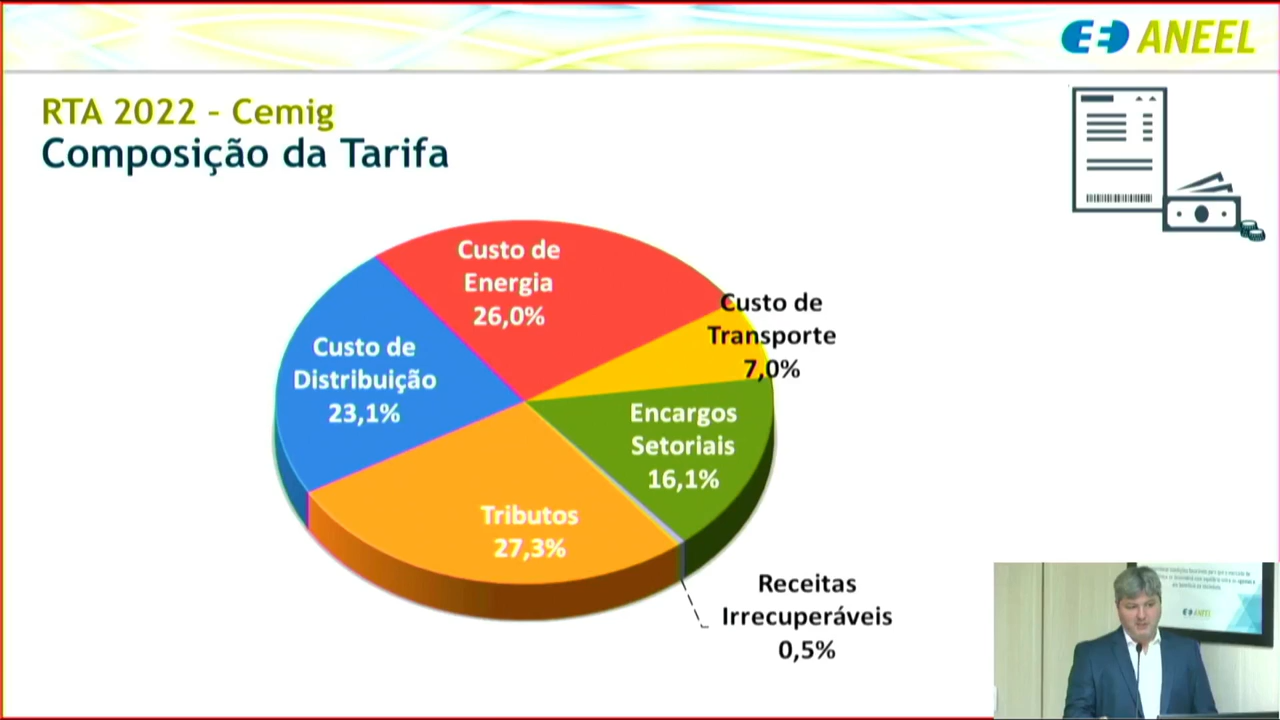 ANEEL
RTA 2022 – Cemig
Composição da Tarifa
Custo de
Energia
26,0%
Custo de
Transporte
7,0%
Custo de
Distribuição
23,1%
Encargos
Setoriais
16,1%
Tributos
27,3%
Receitas
Irrecuperáveis
0,5%
ANEEL